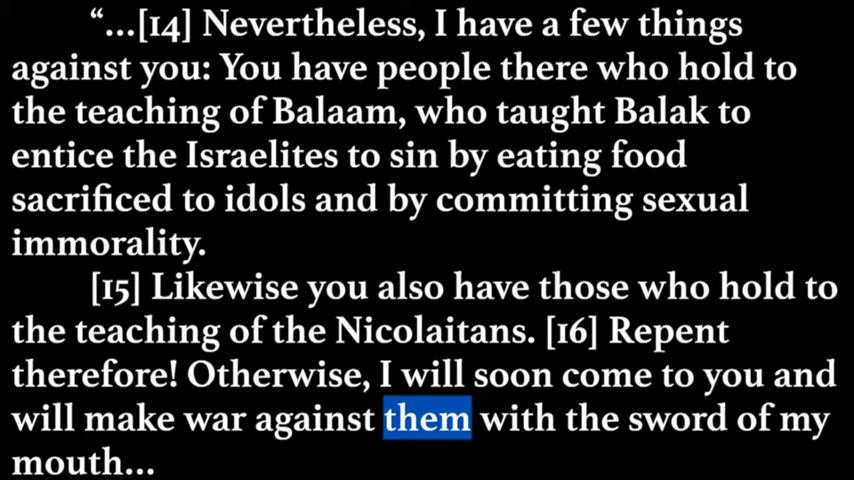 “...[14] Nevertheless, I have a few things
against you: You have people there who hold to
the teaching of Balaam, who taught Balak to
entice the Israelites to sin by eating food
sacrificed to idols and by committing sexual
immorality.
[15] Likewise you also have those who hold to
the teaching of the Nicolaitans. [16] Repent
therefore! Otherwise, I will soon come to you and
will make war against them with the sword of my
mouth...